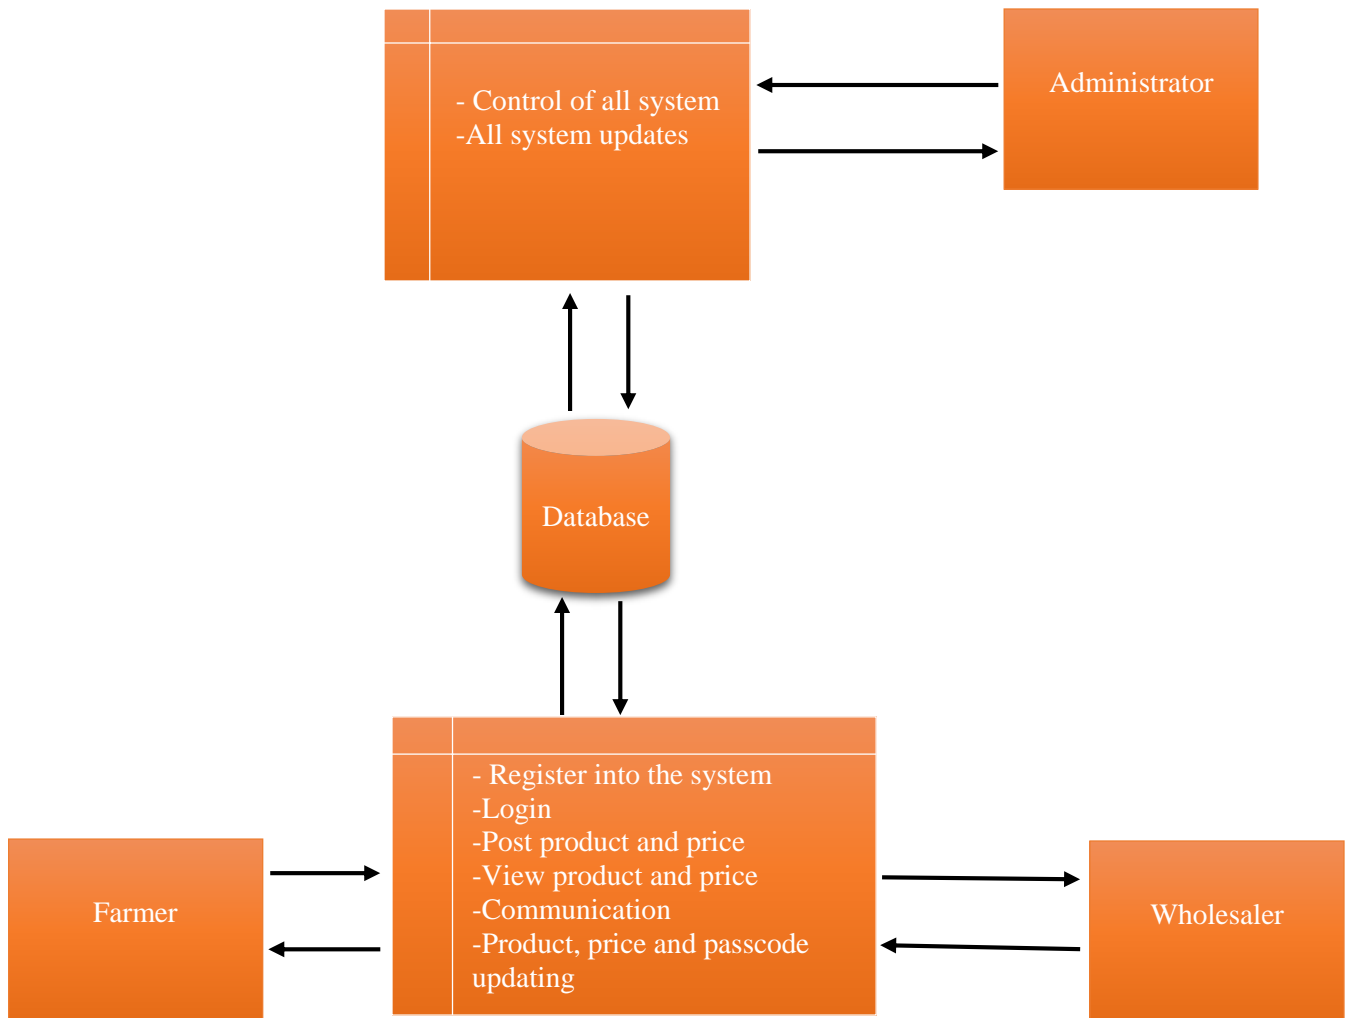 - Control of all system
-All system updates
Administrator
Database
- Register into the system
-Login
-Post product and price
-View product and price
-Communication
-Product, price and passcode
updating
Farmer
Wholesaler